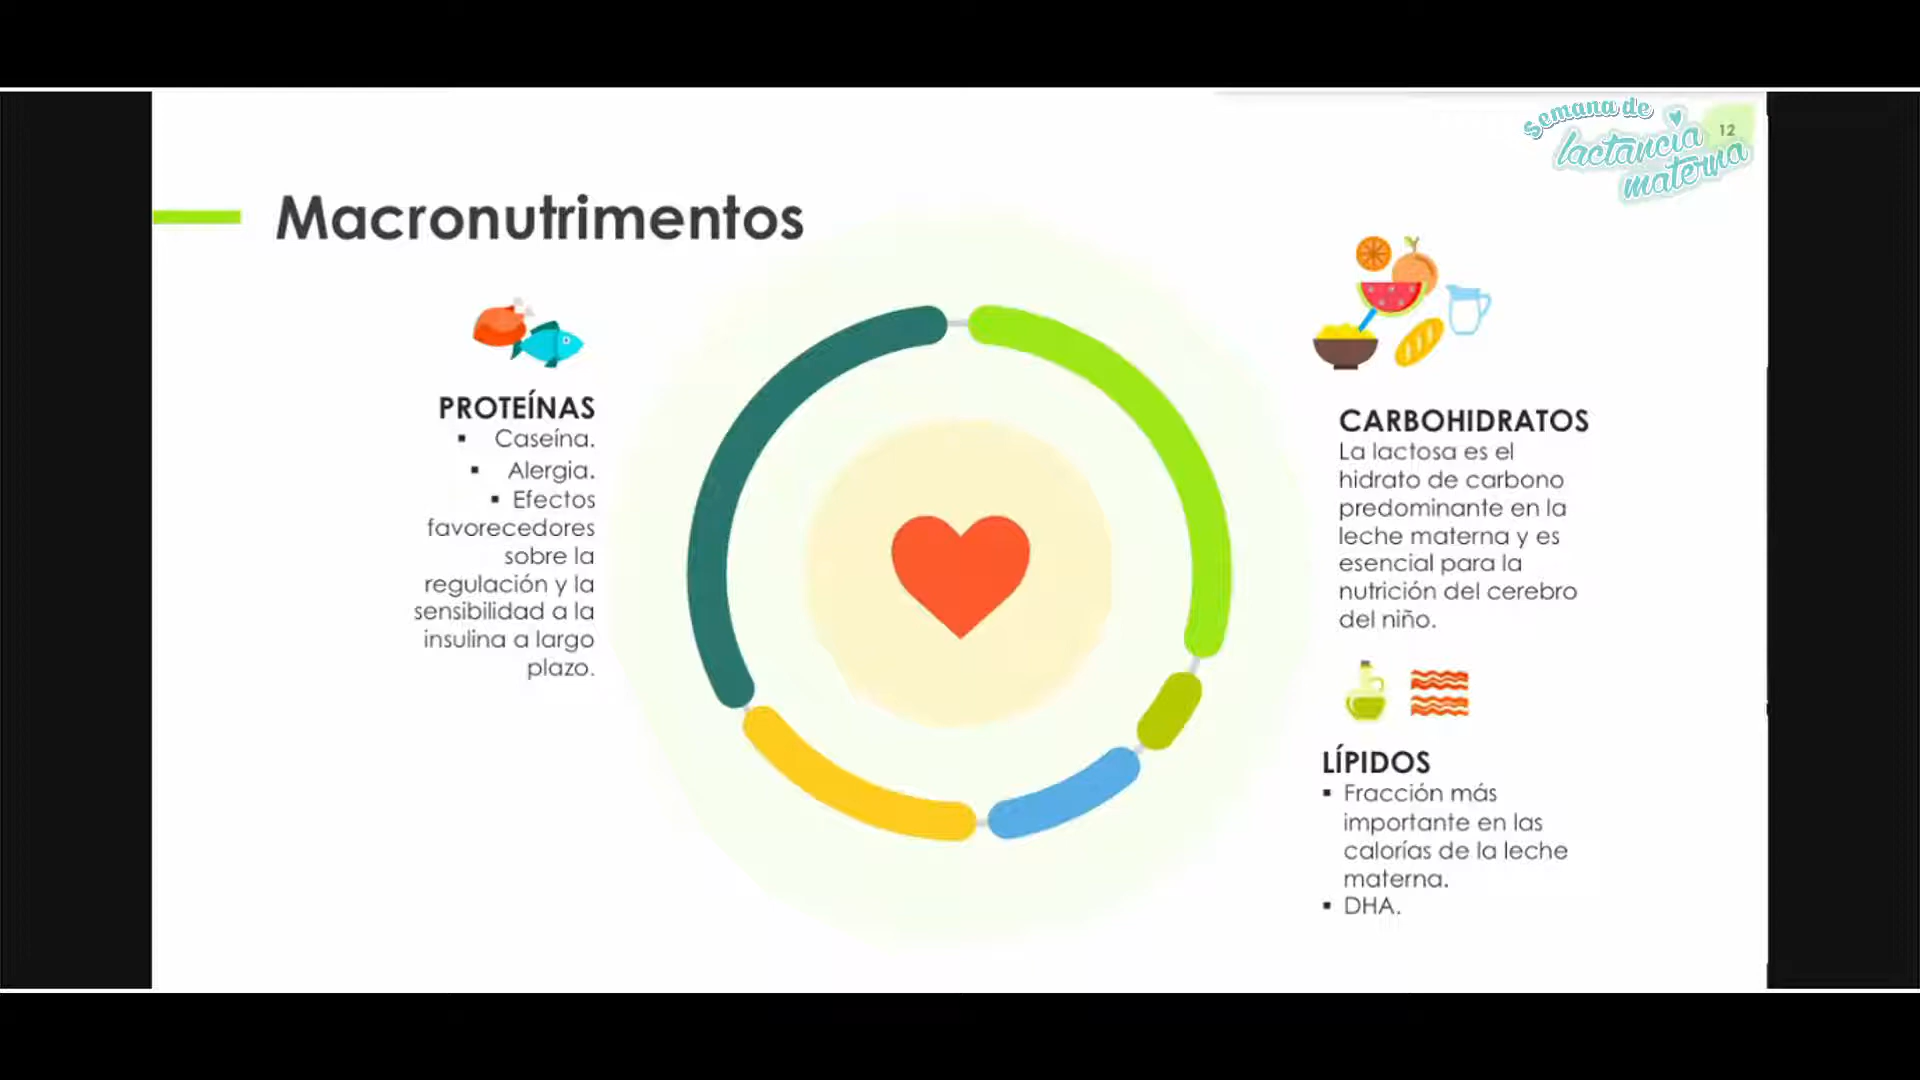 Semana de
lactancia
materna
12
Macronutrimentos
PROTEÍNAS
▪ Caseína.
▪ Alergia.
▪ Efectos
favorecedores
sobre la
regulación y la
sensibilidad a la
insulina a largo
plazo.
CARBOHIDRATOS
La lactosa es el
hidrato de carbono
predominante en la
leche materna y es
esencial para la
nutrición del cerebro
del niño.
LÍPIDOS
▪ Fracción más
importante en las
calorías de la leche
materna.
▪ DHA.